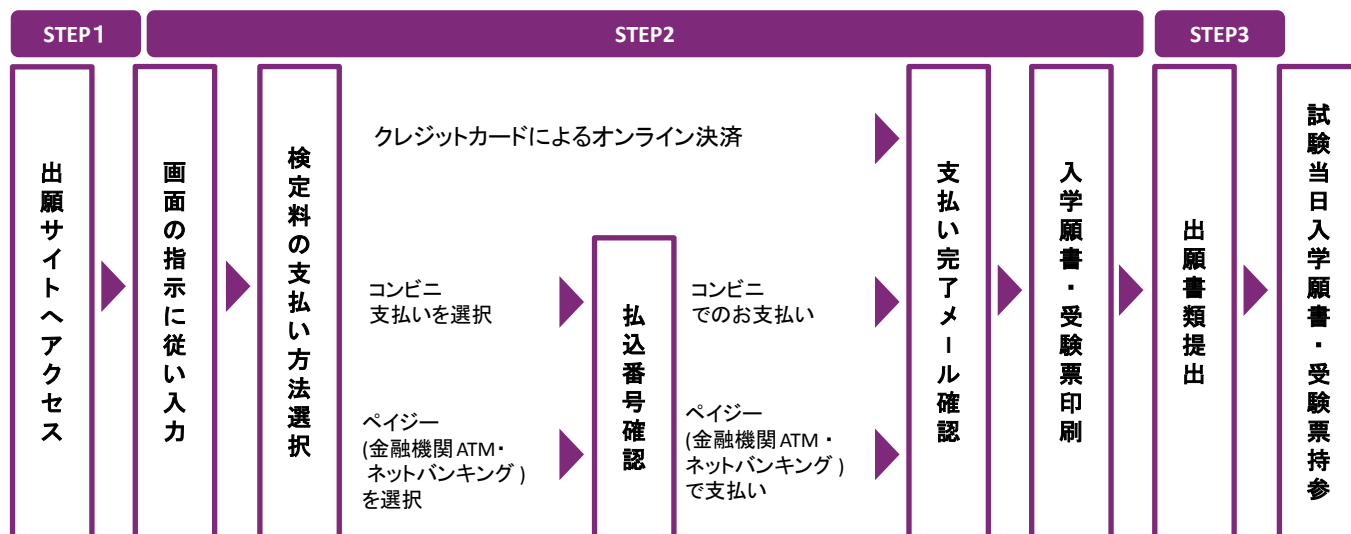 STEP1
STEP2
STEP3
出願サイトへアクセス
画面の指示に従い入力
検定料の支払い方法選択
クレジットカードによるオンライン決済
コンビニ
支払いを選択
ペイジー
(金融機関ATM・
ネットバンキング)
を選択
払込番号確認
コンビニ
でのお支払い
ペイジー
(金融機関ATM・
ネットバンキング)
で支払い
支払い完了メール確認
入学願書・受験票印刷
出願書類提出
試験当日入学願書・受験票持参